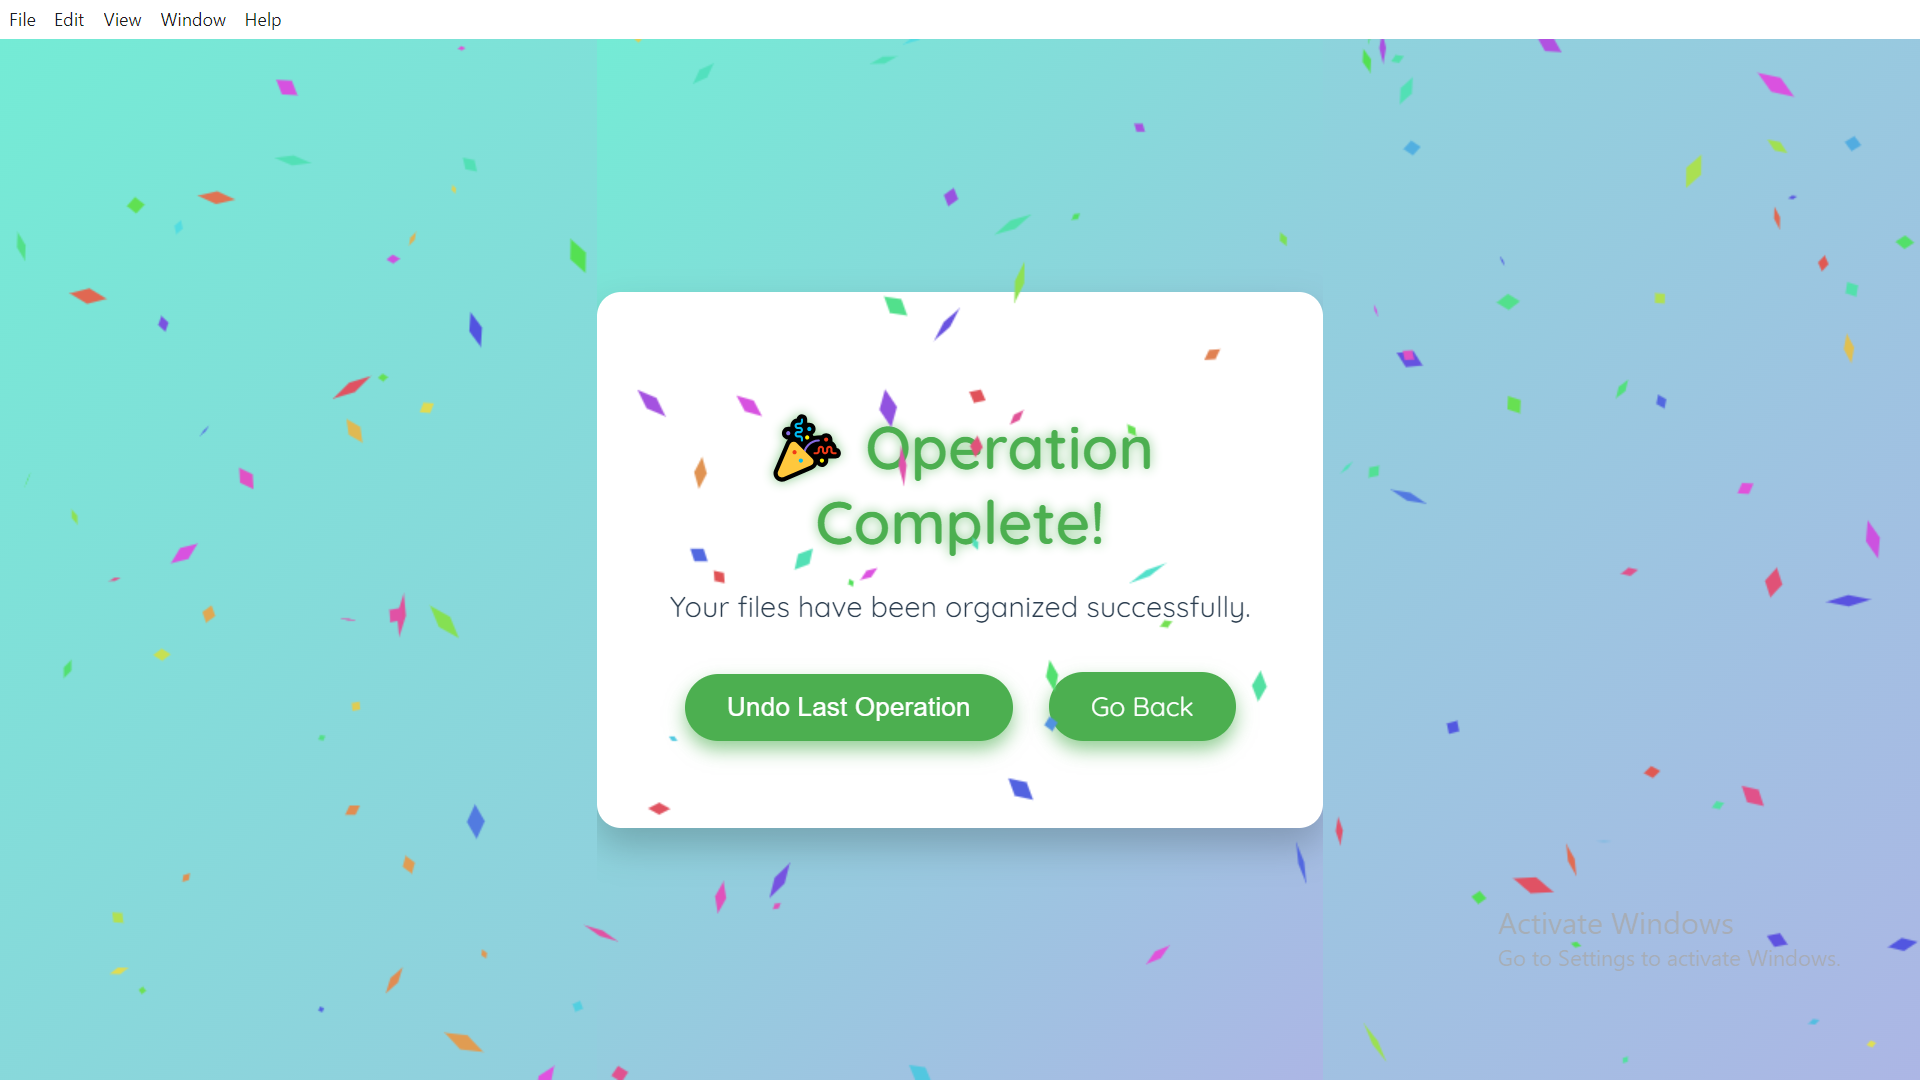 File Edit View Window Help
Operation
Complete!
Your files have been organized successfully.
Undo Last Operation Go Back
Activate Windows
Go to Settings to activate Windows.